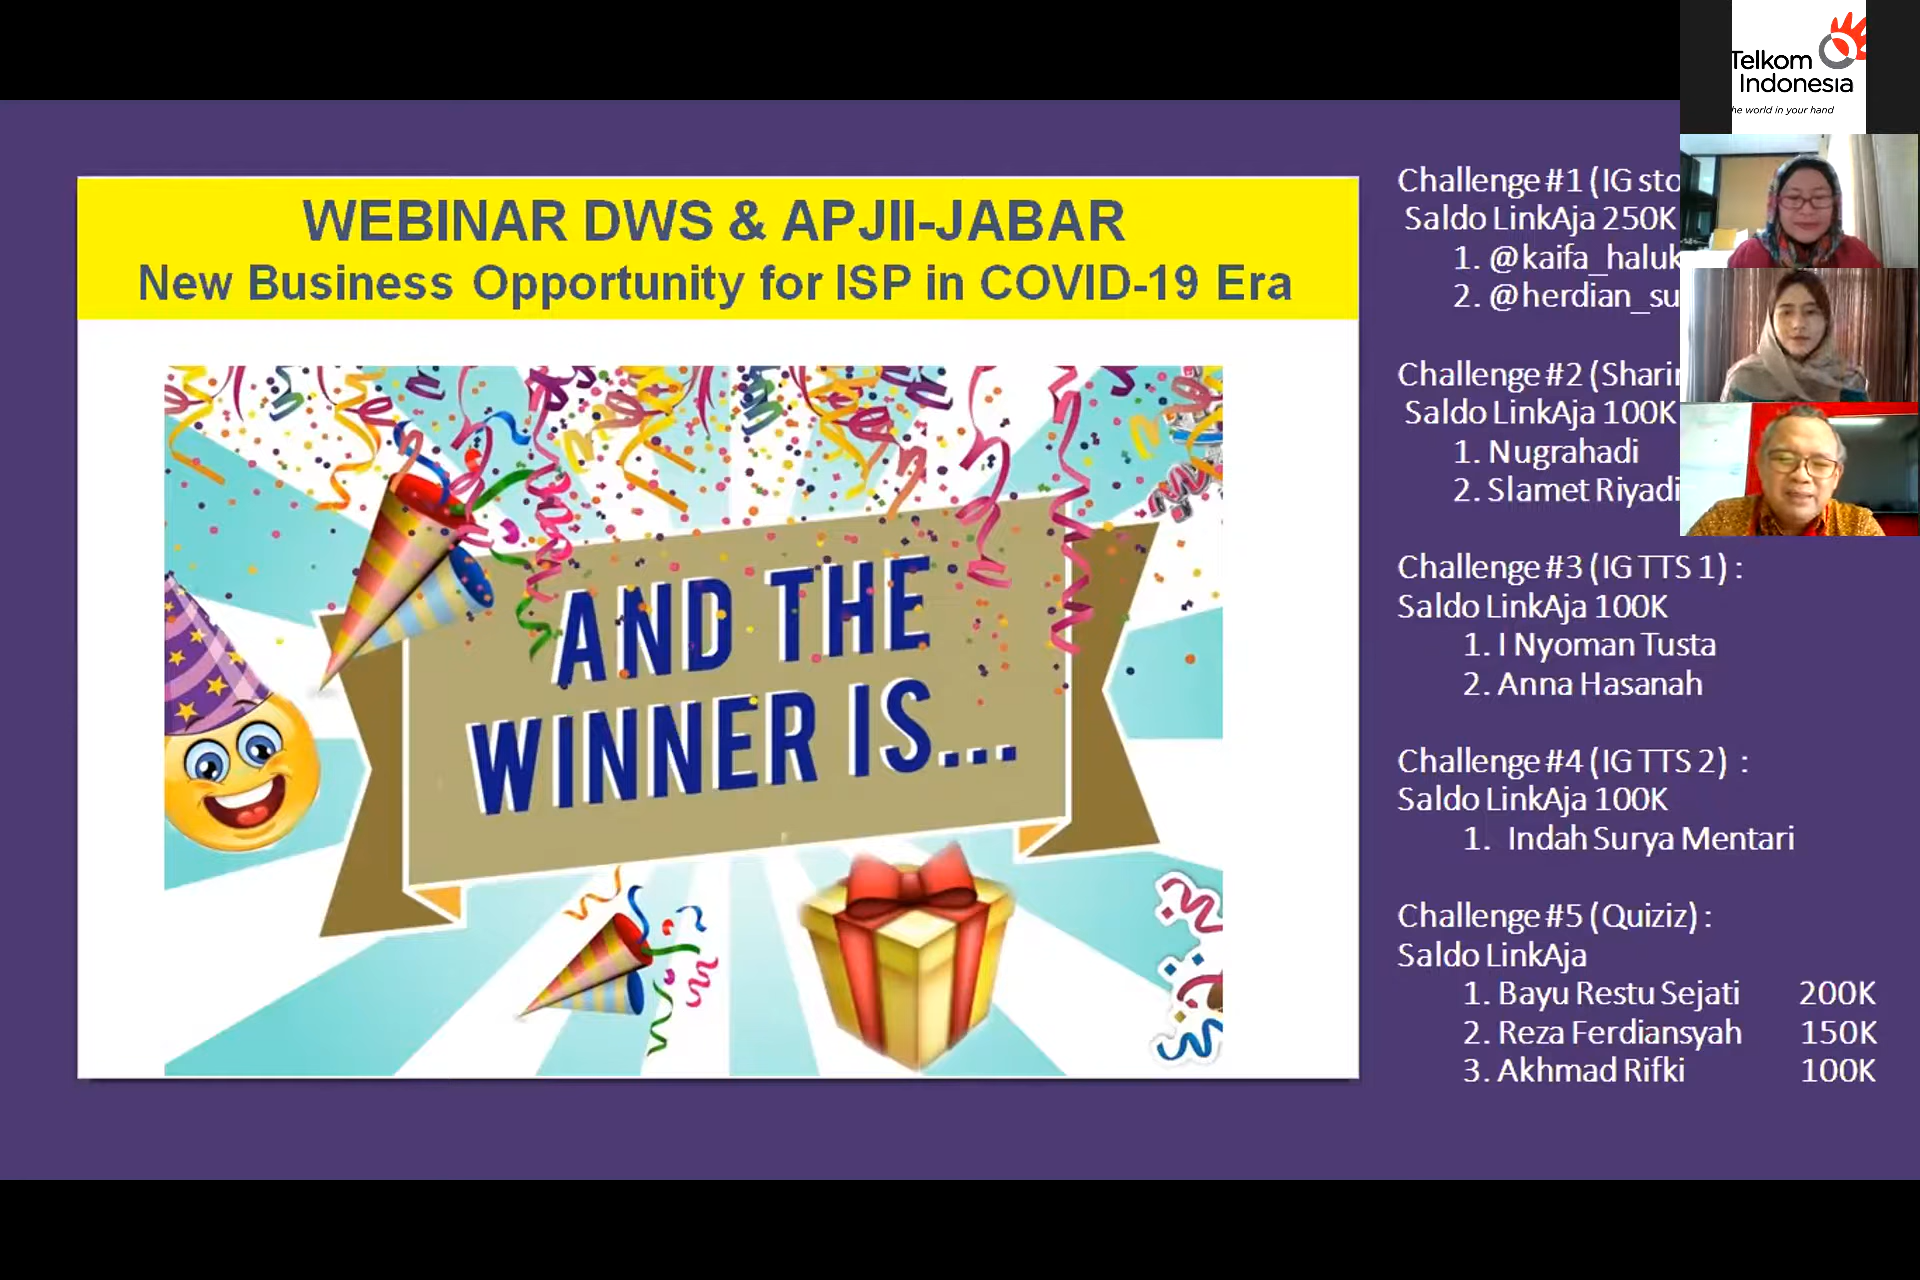 Telkom
Indonesia
the world in your hand
WEBINAR DWS & APJII-JABAR
New Business Opportunity for ISP in COVID-19 Era
AND THE
WINNER IS...
Challenge #1 (IG
Saldo LinkAja 250K
1.
2.
Challenge #2
Saldo LinkAja 100K
1. Nugrahadi
2. Slamet Riyadi
Challenge #3 (IG TTS 1) :
Saldo LinkAja 100K
1. I Nyoman Tusta
2. Anna Hasanah
Challenge #4 (IG TTS 2) :
Saldo LinkAja 100K
1. Indah Surya Mentari
Challenge #5 (Quiziz) :
Saldo LinkAja
1. Bayu Restu Sejati 200K
2. Reza Ferdiansyah 150K
3. Akhmad Rifki 100K